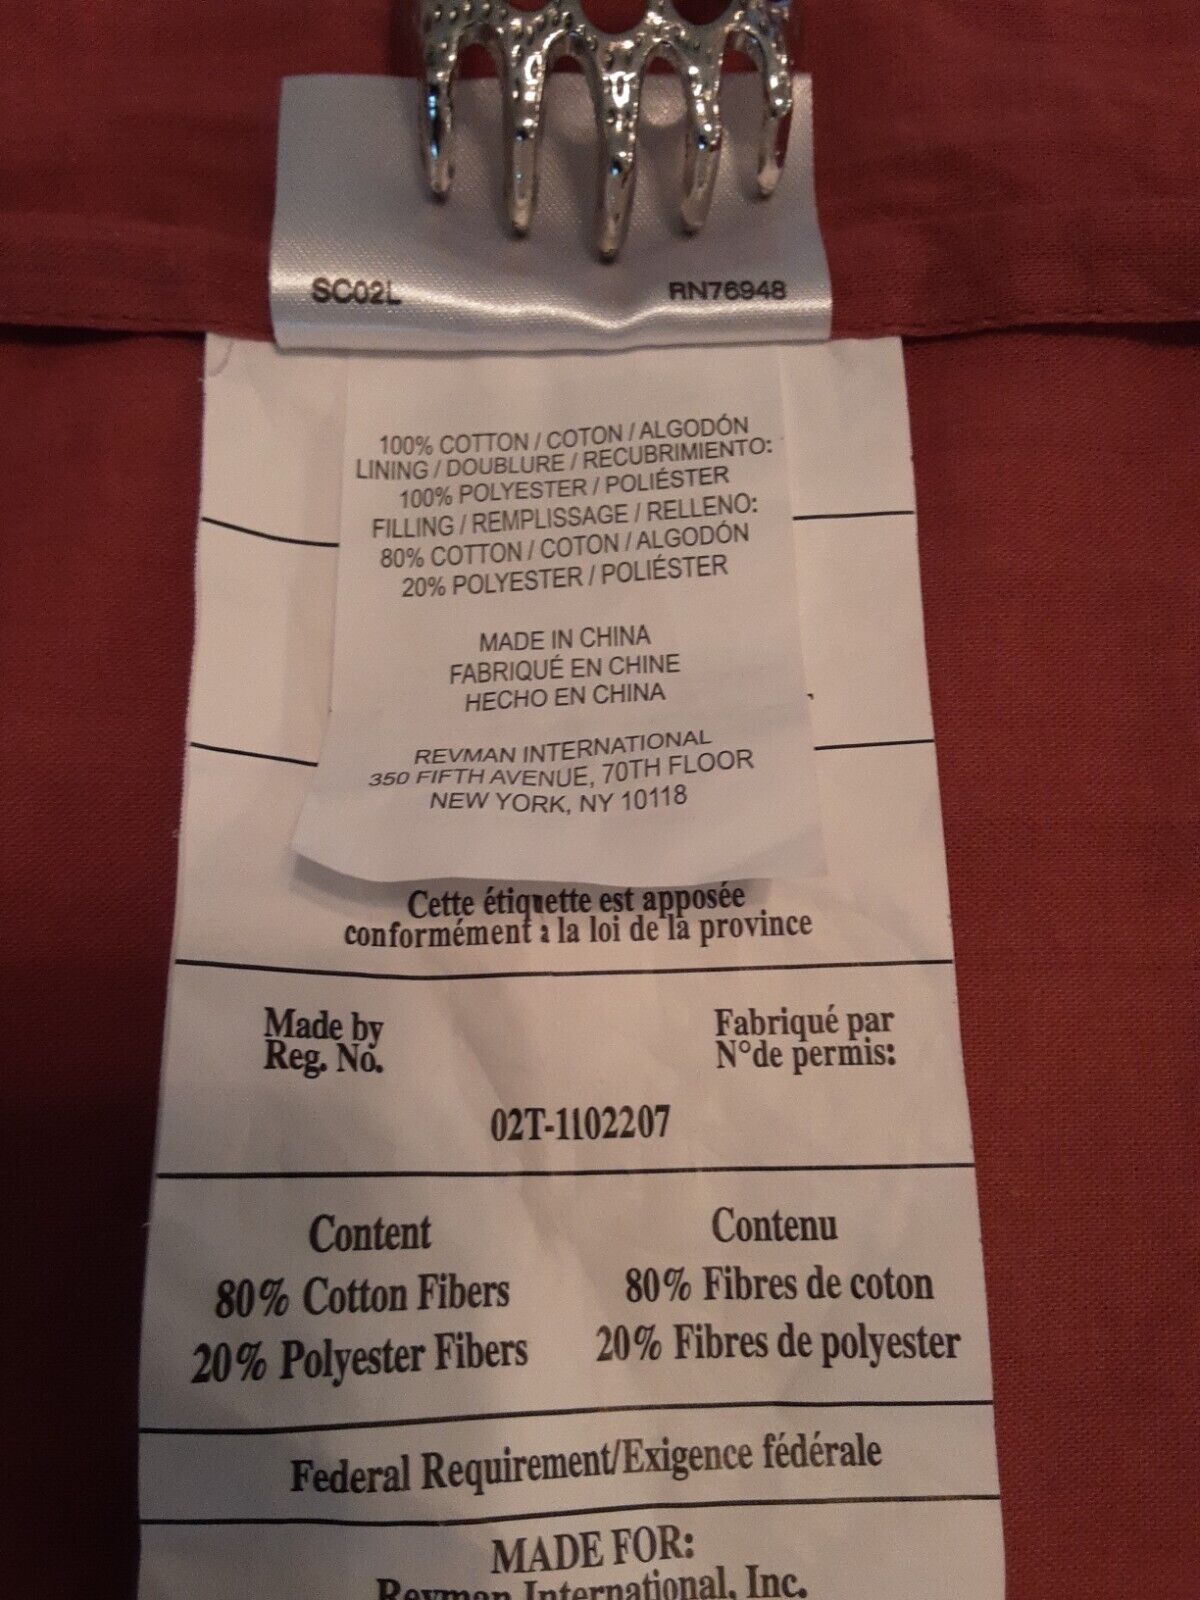 SC02L RN76948
100% COTTON / COTON / ALGODÓN
LINING / DOUBLURE / RECUBRIMIENTO:
100% POLYESTER / POLIÉSTER
FILLING / REMPLISSAGE / RELLENO:
80% COTTON / COTON / ALGODÓN
20% POLYESTER / POLIÉSTER
MADE IN CHINA
FABRIQUÉ EN CHINE
HECHO EN CHINA
REVMAN INTERNATIONAL
350 FIFTH AVENUE, 70TH FLOOR
NEW YORK, NY 10118
Cette étiquette est apposée
conformément a la loi de la province
Made by Fabriqué par
Reg. No. N°de permis:
02T-1102207
Content Contenu
80% Cotton Fibers 80% Fibres de coton
20% Polyester Fibers 20% Fibres de polyester
Federal Requirement/Exigence fédérale
MADE FOR:
Revman International, Inc.